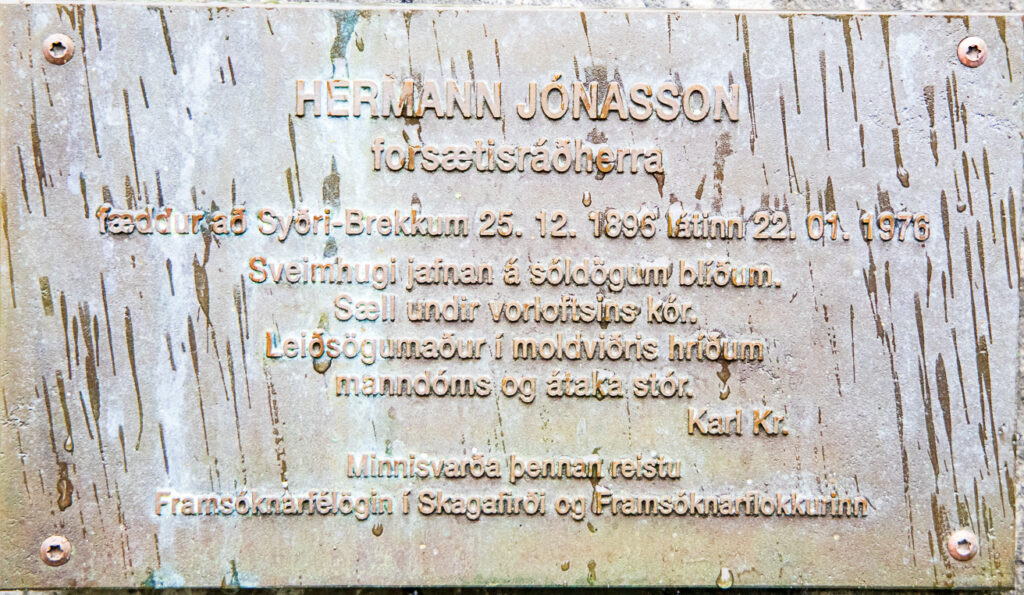 HERMANN JÓNASSON
forsætisráðherra
fæddur að Syðri-Brekkum 25. 12. 1896 látinn 22. 01. 1976
Sveimhugi jafnan á sóldögum blíðum.
Sæll undir vorloftsins kór.
Leiðsögumaður í moldviðris hríðum
manndóms og átaka stór.
Karl Kr.
Minnisvarða þennan reistu
Framsóknarfélögin í Skagafirði og Framsóknarflokkurinn